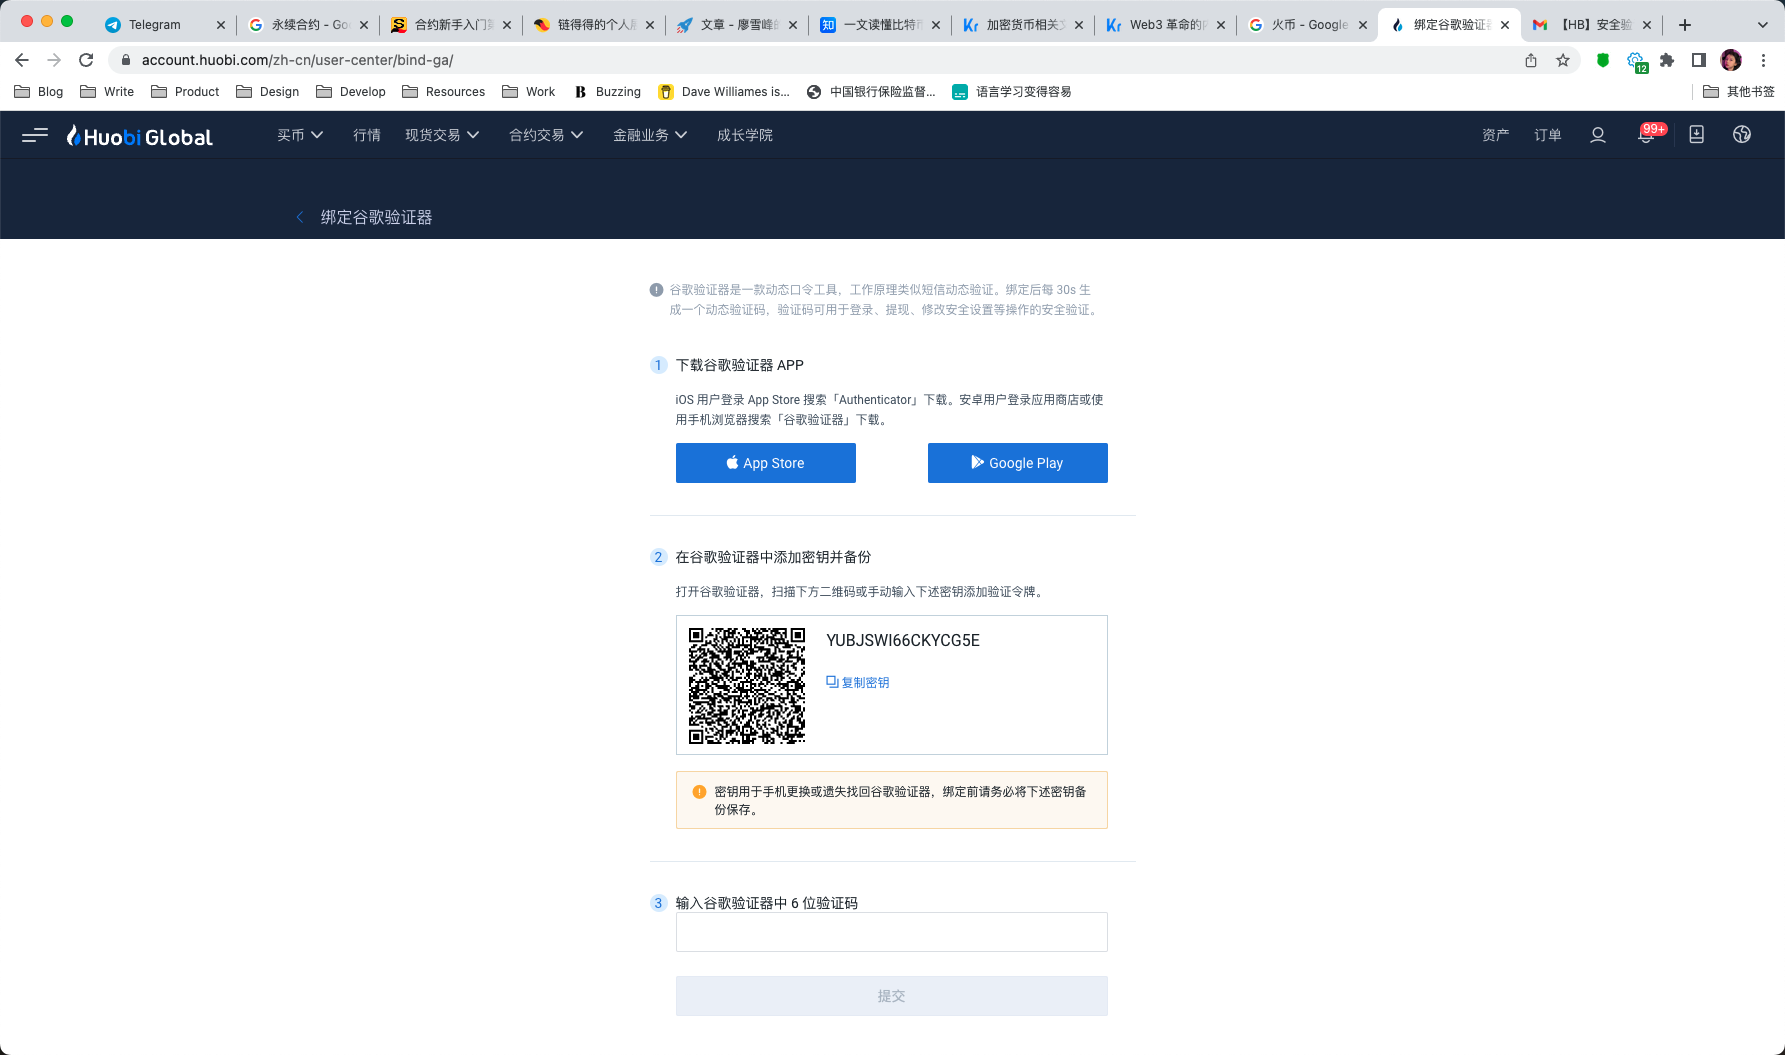 Telegram
永续合约 - Go
合约新手入门
链得得的个人
文章 - 廖雪峰
一文读懂比特
加密货币相关
Web3 革命的
火币 - Google
绑定谷歌验证
【HB】安全验
account.huobi.com/zh-cn/user-center/bind-ga/
12
Blog
Write
Product
Design
Develop
Resources
Work
Buzzing
Dave Williames is...
中国银行保险监督...
语言学习变得容易
其他书签
Huobi Global
买币
行情
现货交易
合约交易
金融业务
成长学院
资产
订单
99+
绑定谷歌验证器
谷歌验证器是一款动态口令工具，工作原理类似短信动态验证。绑定后每 30s 生
成一个动态验证码，验证码可用于登录、提现、修改安全设置等操作的安全验证。
1 下载谷歌验证器 APP
iOS 用户登录 App Store 搜索「Authenticator」下载。安卓用户登录应用商店或使
用手机浏览器搜索「谷歌验证器」下载。
App Store
Google Play
2 在谷歌验证器中添加密钥并备份
打开谷歌验证器，扫描下方二维码或手动输入下述密钥添加验证令牌。
YUBJSWI66CKYCG5E
复制密钥
密钥用于手机更换或遗失找回谷歌验证器，绑定前请务必将下述密钥备
份保存。
3 输入谷歌验证器中 6 位验证码
提交